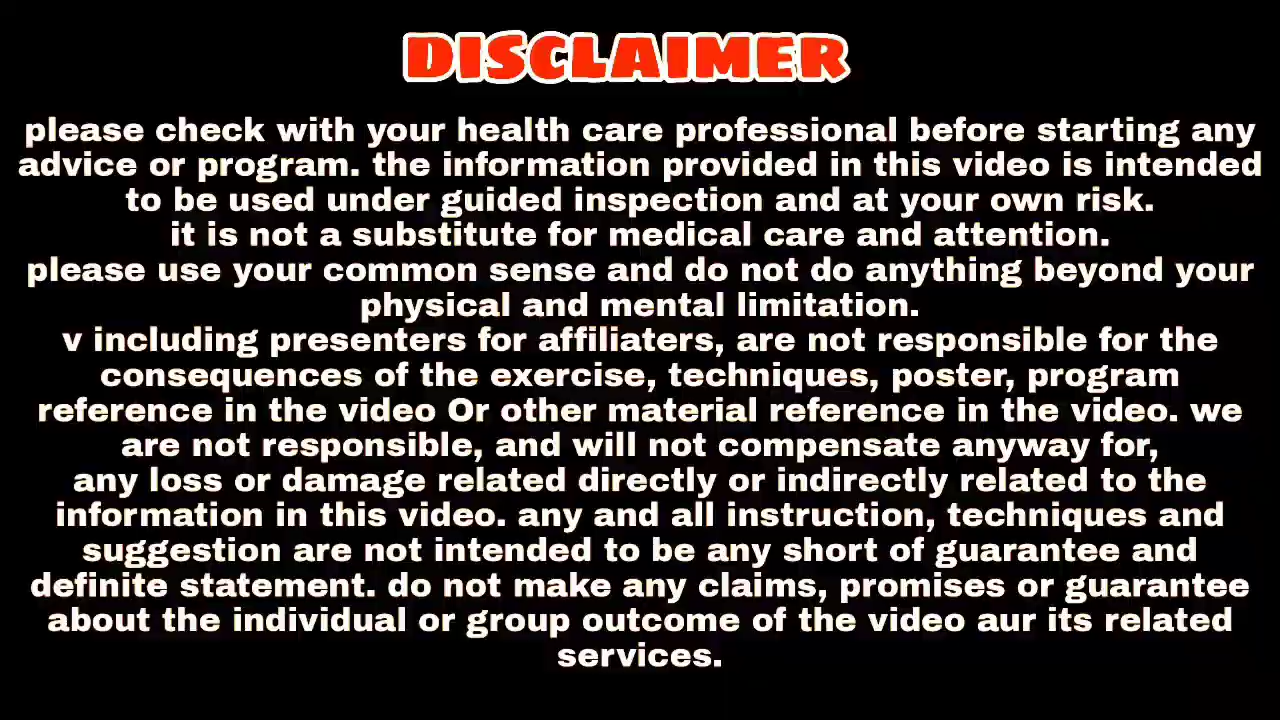 DISCLAIMER
please check with your health care professional before starting any
advice or program. the information provided in this video is intended
to be used under guided inspection and at your own risk.
it is not a substitute for medical care and attention.
please use your common sense and do not do anything beyond your
physical and mental limitation.
v including presenters for affiliaters, are not responsible for the
consequences of the exercise, techniques, poster, program
reference in the video Or other material reference in the video. we
are not responsible, and will not compensate anyway for,
any loss or damage related directly or indirectly related to the
information in this video. any and all instruction, techniques and
suggestion are not intended to be any short of guarantee and
definite statement. do not make any claims, promises or guarantee
about the individual or group outcome of the video aur its related
services.